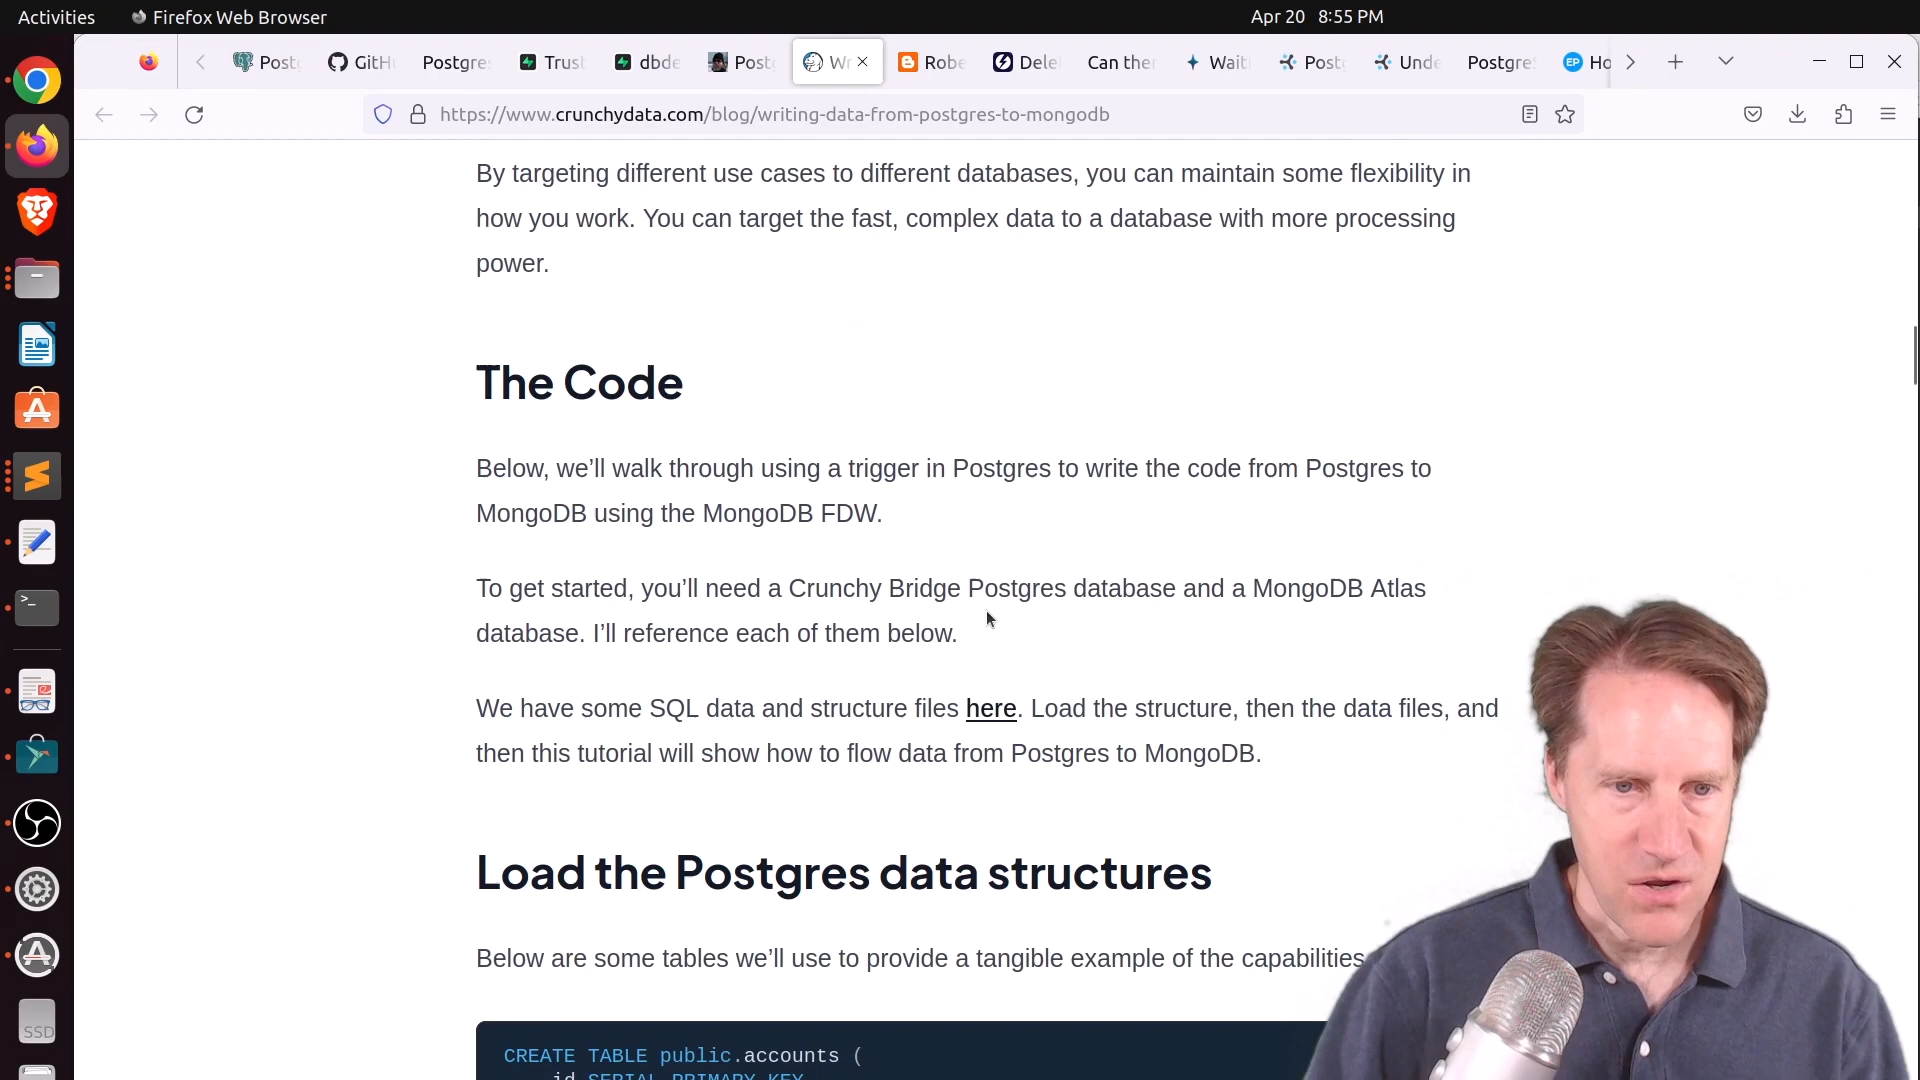 Activities
Firefox Web Browser
Apr 20 8:55 PM
Post
GitH
Postgre
Trust
dbde
Post
Wr
Robe
Dele
Can the
Wait
Post
Unde
Postgre
EP
Ho
https://www.crunchydata.com/blog/writing-data-from-postgres-to-mongodb
By targeting different use cases to different databases, you can maintain some flexibility in
how you work. You can target the fast, complex data to a database with more processing
power.
The Code
Below, we’ll walk through using a trigger in Postgres to write the code from Postgres to
MongoDB using the MongoDB FDW.
To get started, you’ll need a Crunchy Bridge Postgres database and a MongoDB Atlas
database. I’ll reference each of them below.
We have some SQL data and structure files here. Load the structure, then the data files, and
then this tutorial will show how to flow data from Postgres to MongoDB.
Load the Postgres data structures
Below are some tables we’ll use to provide a tangible example of the capabilities
CREATE TABLE public.accounts (
id SERIAL PRIMARY KEY
SSD